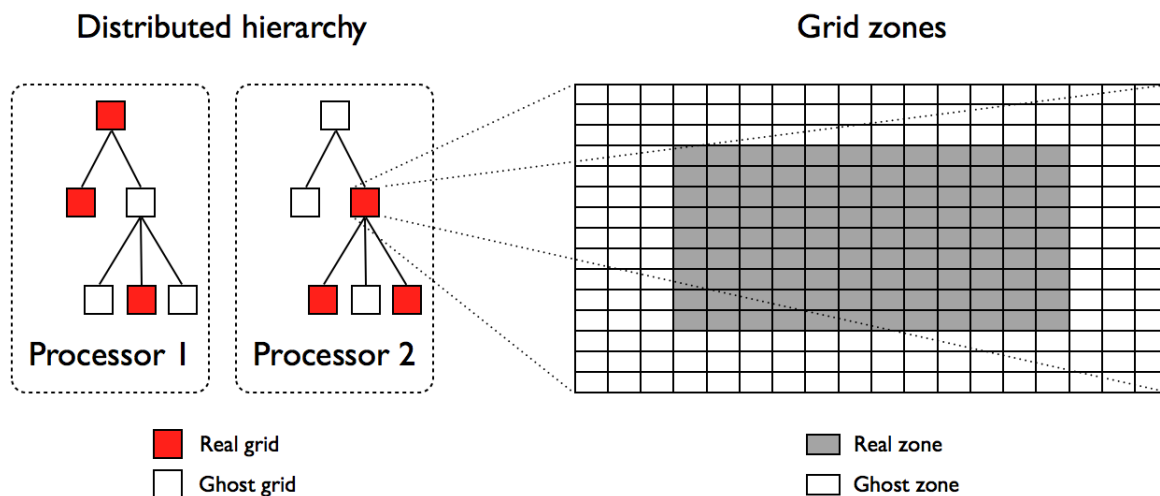 Distributed hierarchy
Grid zones
Processor 1
Processor 2
Real grid
Ghost grid
Real zone
Ghost zone